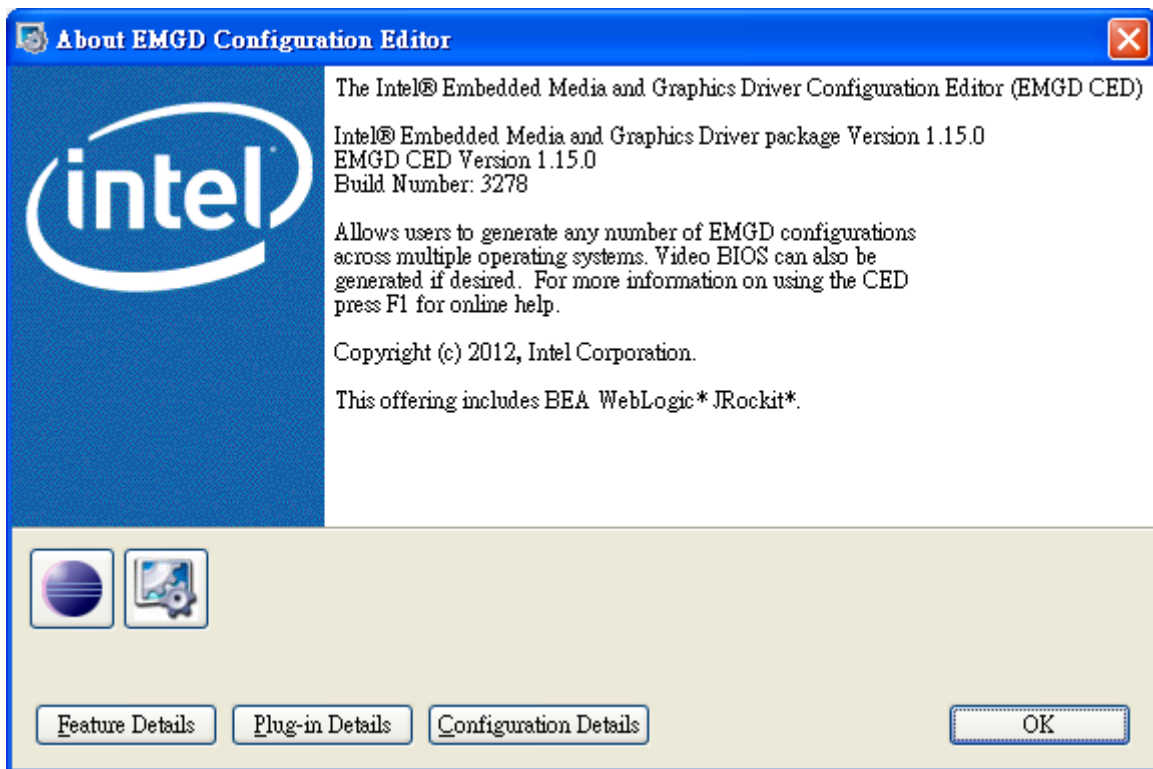 About EMGD Configuration Editor
intel
The Intel® Embedded Media and Graphics Driver Configuration Editor (EMGD CED)
Intel® Embedded Media and Graphics Driver package Version 1.15.0
EMGD CED Version 1.15.0
Build Number: 3278
Allows users to generate any number of EMGD configurations
across multiple operating systems. Video BIOS can also be
generated if desired.  For more information on using the CED
press F1 for online help.
Copyright (c) 2012, Intel Corporation.
This offering includes BEA WebLogic* JRockit*.
Feature Details
Plug-in Details
Configuration Details
OK